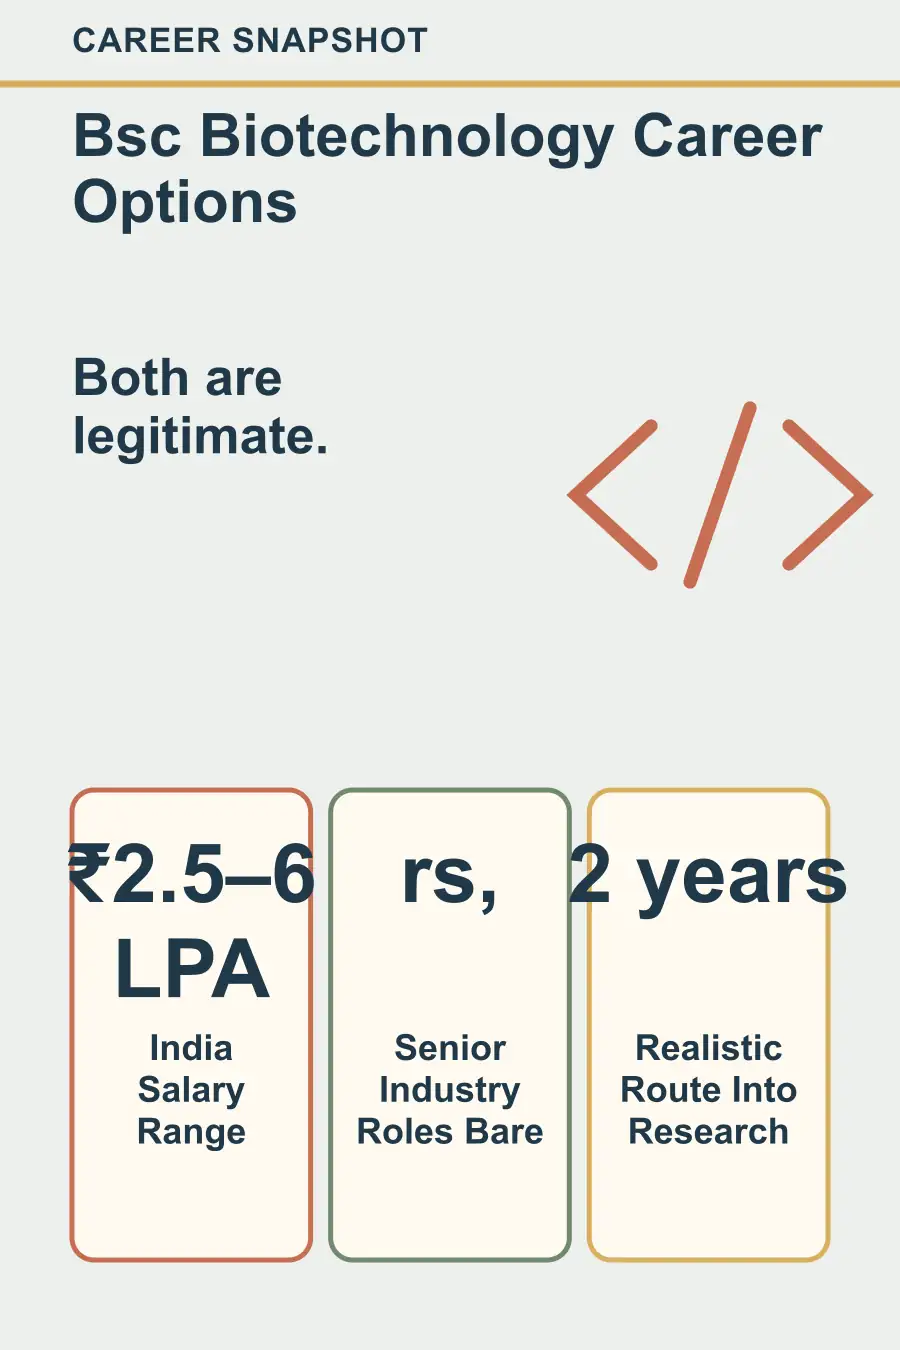 CAREER SNAPSHOT
Bsc Biotechnology Career
Options
Both are
legitimate.
₹2.5–6
LPA
India
Salary
Range
rs,
Senior
Industry
Roles Bare
2 years
Realistic
Route Into
Research